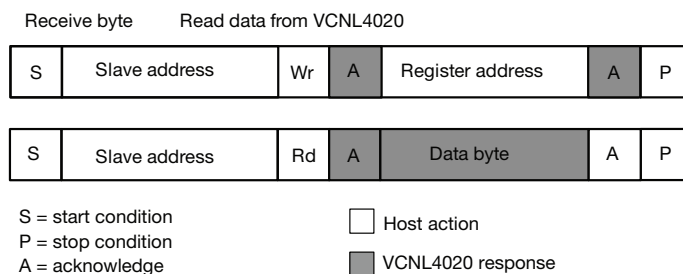 Receive byte Read data from VCNL4020
S Slave address Wr A Register address A P
S Slave address Rd A Data byte A P
S = start condition
P = stop condition
A = acknowledge
Host action
VCNL4020 response